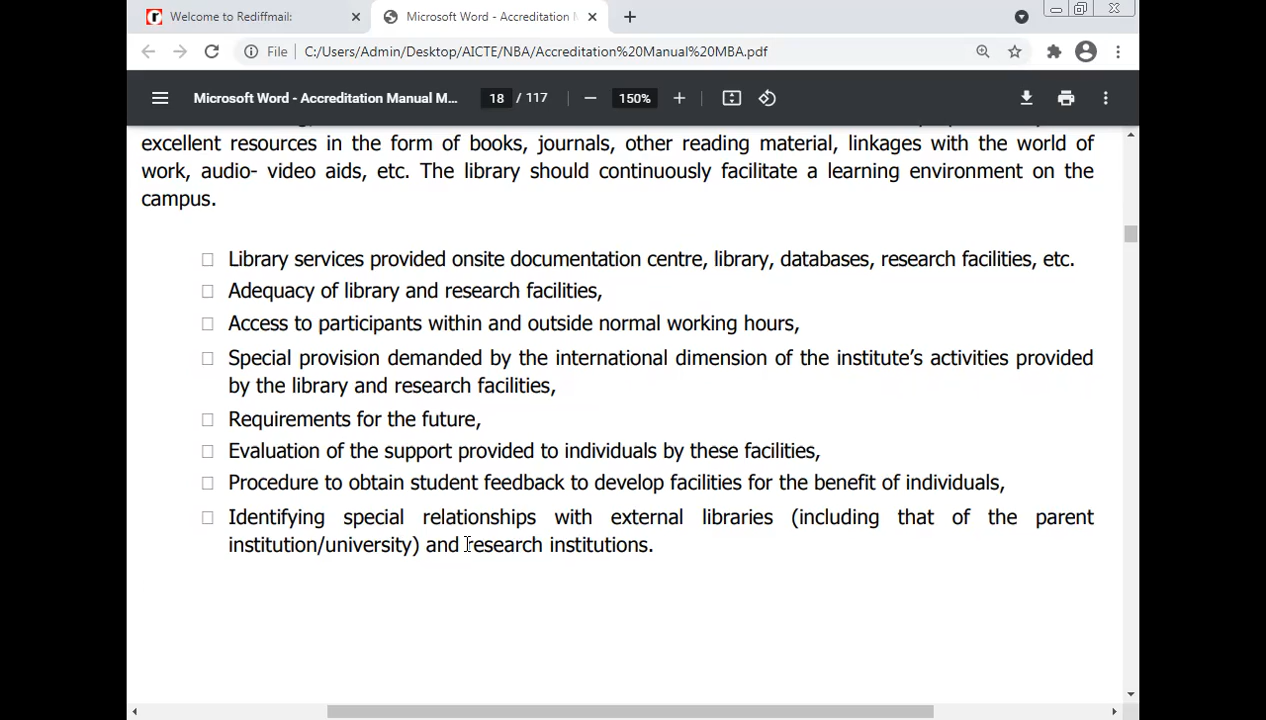 Welcome to Rediffmail:
Microsoft Word - Accreditation M
File
C:/Users/Admin/Desktop/AICTE/NBA/Accreditation%20Manual%20MBA.pdf
Microsoft Word - Accreditation Manual M...
18 / 117
150%
excellent resources in the form of books, journals, other reading material, linkages with the world of
work, audio- video aids, etc. The library should continuously facilitate a learning environment on the
campus.
Library services provided onsite documentation centre, library, databases, research facilities, etc.
Adequacy of library and research facilities,
Access to participants within and outside normal working hours,
Special provision demanded by the international dimension of the institute's activities provided
by the library and research facilities,
Requirements for the future,
Evaluation of the support provided to individuals by these facilities,
Procedure to obtain student feedback to develop facilities for the benefit of individuals,
Identifying special relationships with external libraries (including that of the parent
institution/university) and research institutions.